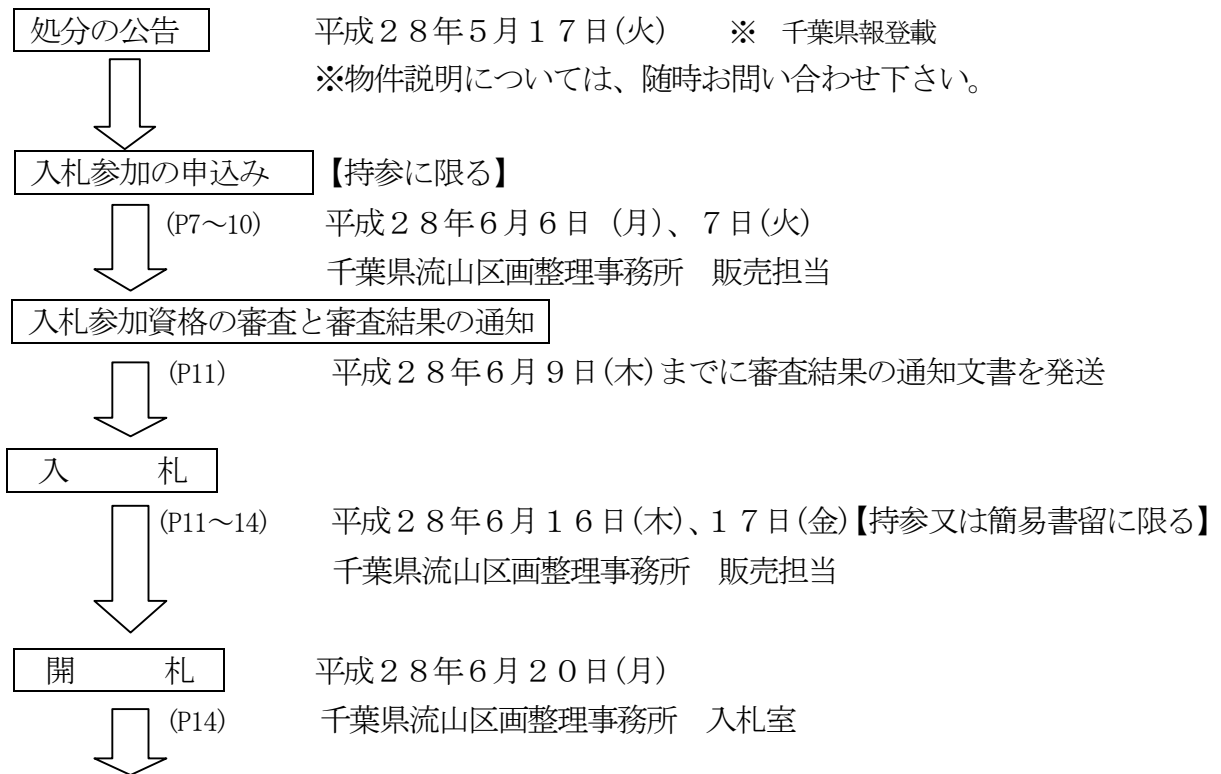 処分の公告　平成２８年５月１７日(火)　※　千葉県報登載
※物件説明については、随時お問い合わせ下さい。
入札参加の申込み　【持参に限る】
(P7～10)　平成２８年６月６日 (月)、７日(火)
千葉県流山区画整理事務所　販売担当
入札参加資格の審査と審査結果の通知
(P11)　平成２８年６月９日(木)までに審査結果の通知文書を発送
入　札
(P11～14)　平成２８年６月１６日(木)、１７日(金)【持参又は簡易書留に限る】
千葉県流山区画整理事務所　販売担当
開　札　平成２８年６月２０日(月)
(P14)　千葉県流山区画整理事務所　入札室